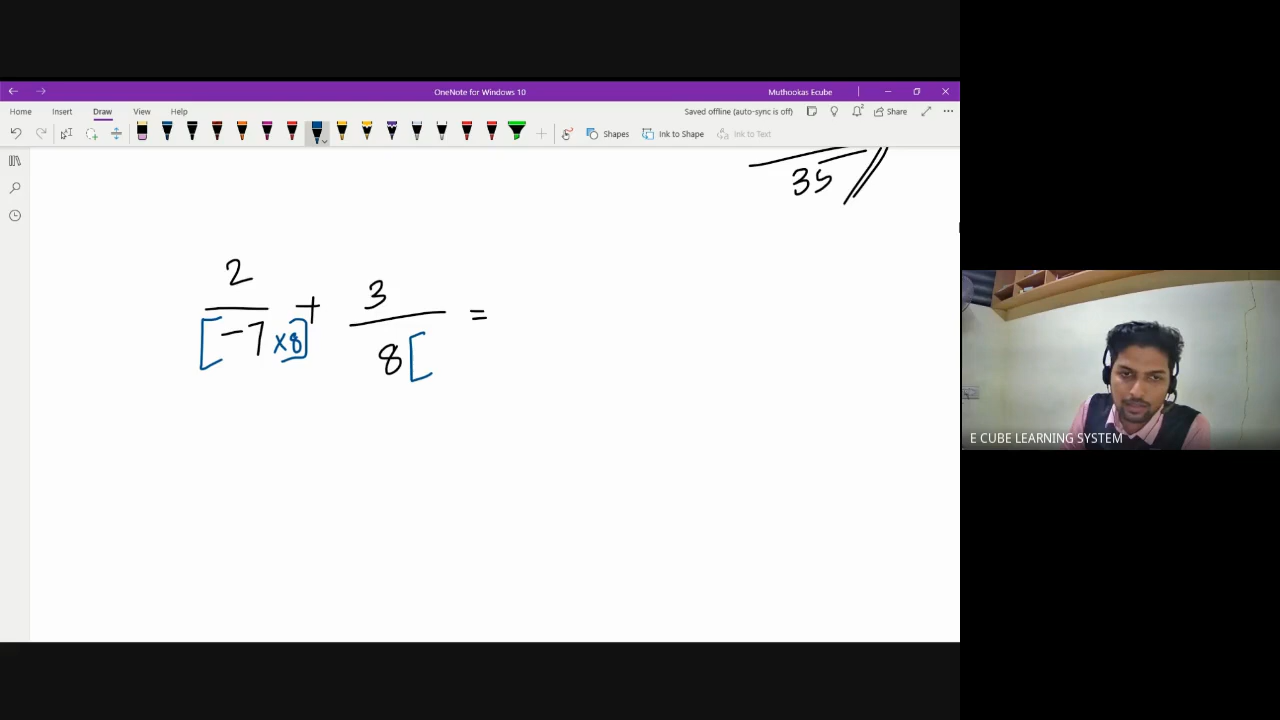 OneNote for Windows 10
Muthookas Ecube
Home Insert Draw View Help
Saved offline (auto-sync is off)
Share
Shapes
Ink to Shape
Ink to Text
35
2/[-7 ×8] + 3/8[ =
E CUBE LEARNING SYSTEM